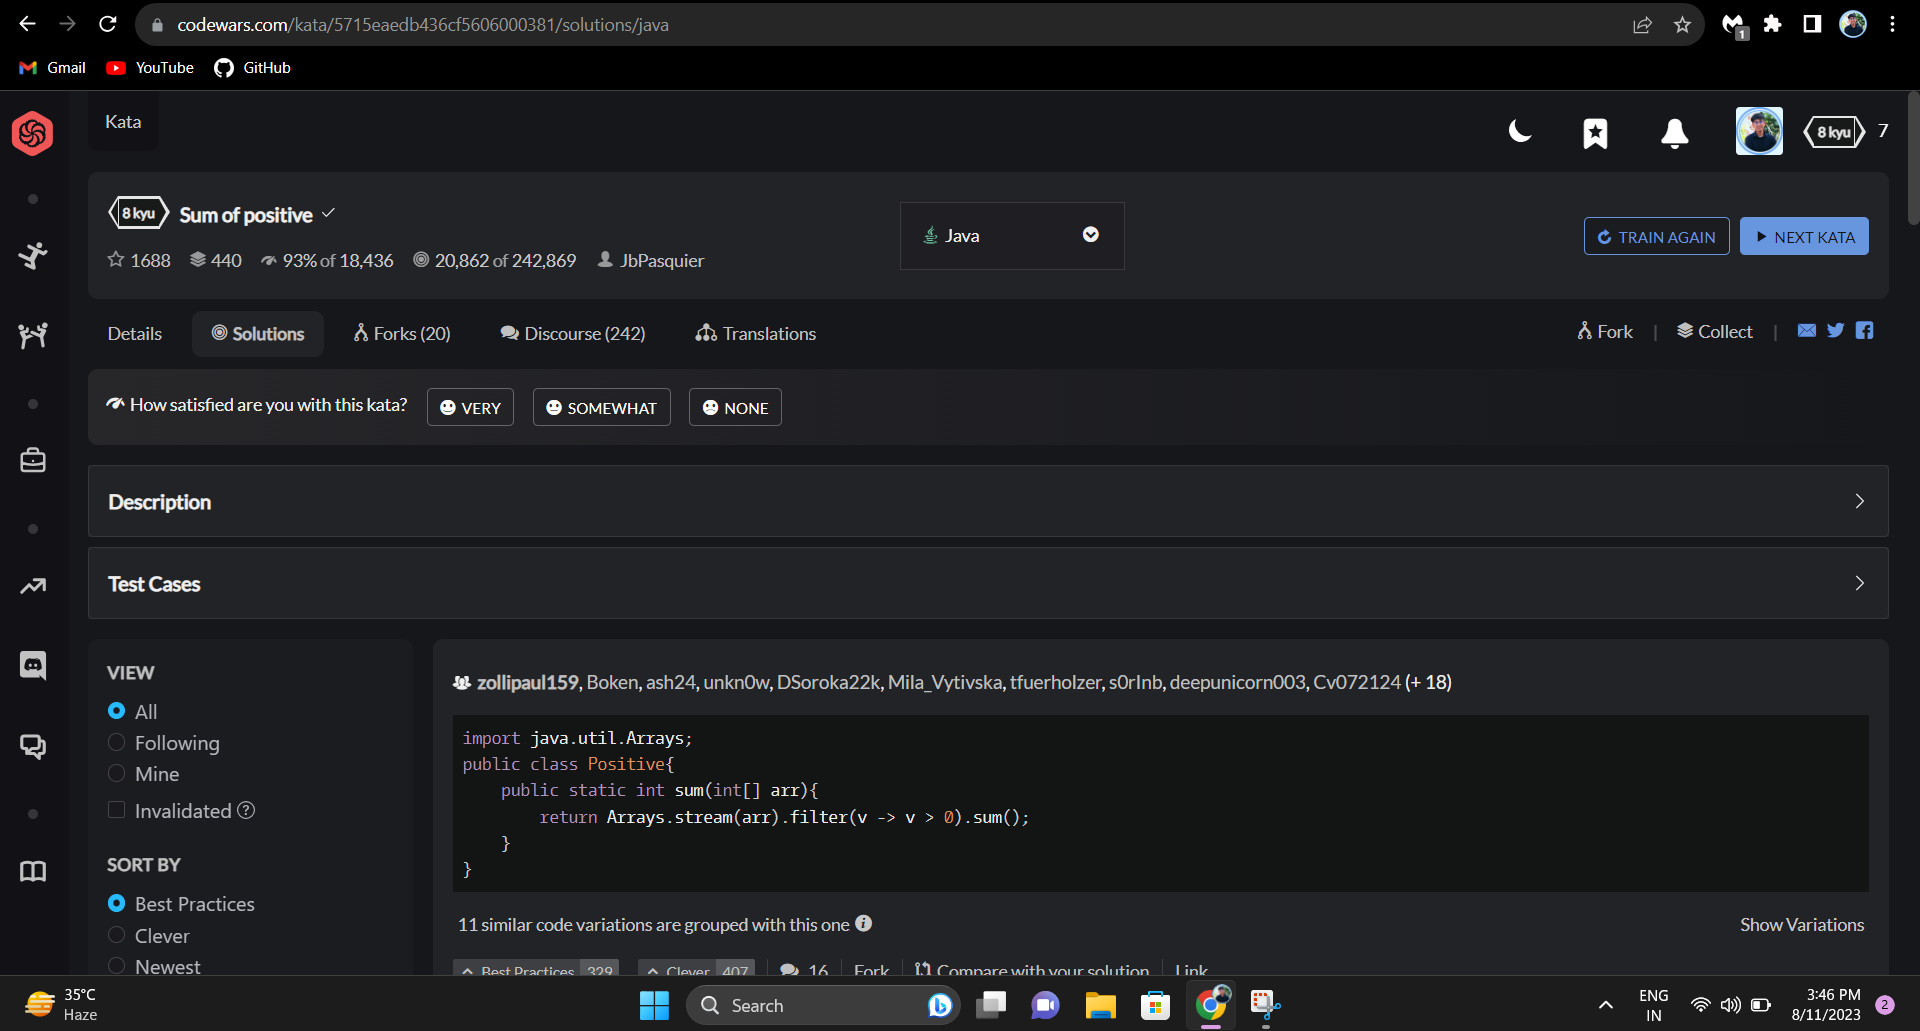 codewars.com/kata/5715eaedb436cf5606000381/solutions/java
1
Gmail YouTube GitHub
Kata
8 kyu 7
8 kyu Sum of positive
1688 440 93% of 18,436 20,862 of 242,869 JbPasquier
Java
TRAIN AGAIN NEXT KATA
Details Solutions Forks (20) Discourse (242) Translations
Fork | Collect |
How satisfied are you with this kata? VERY SOMEWHAT NONE
Description
Test Cases
VIEW
All
Following
Mine
Invalidated ?
SORT BY
Best Practices
Clever
Newest
zollipaul159, Boken, ash24, unkn0w, DSoroka22k, Mila_Vytivska, tfuerholzer, s0rInb, deepunicorn003, Cv072124 (+ 18)
import java.util.Arrays;
public class Positive{
public static int sum(int[] arr){
return Arrays.stream(arr).filter(v -> v > 0).sum();
}
}
11 similar code variations are grouped with this one
Show Variations
Best Practices 329 Clever 407 16 Fork Compare with your solution Link
35°C
Haze
Search
ENG
IN
3:46 PM
8/11/2023
2